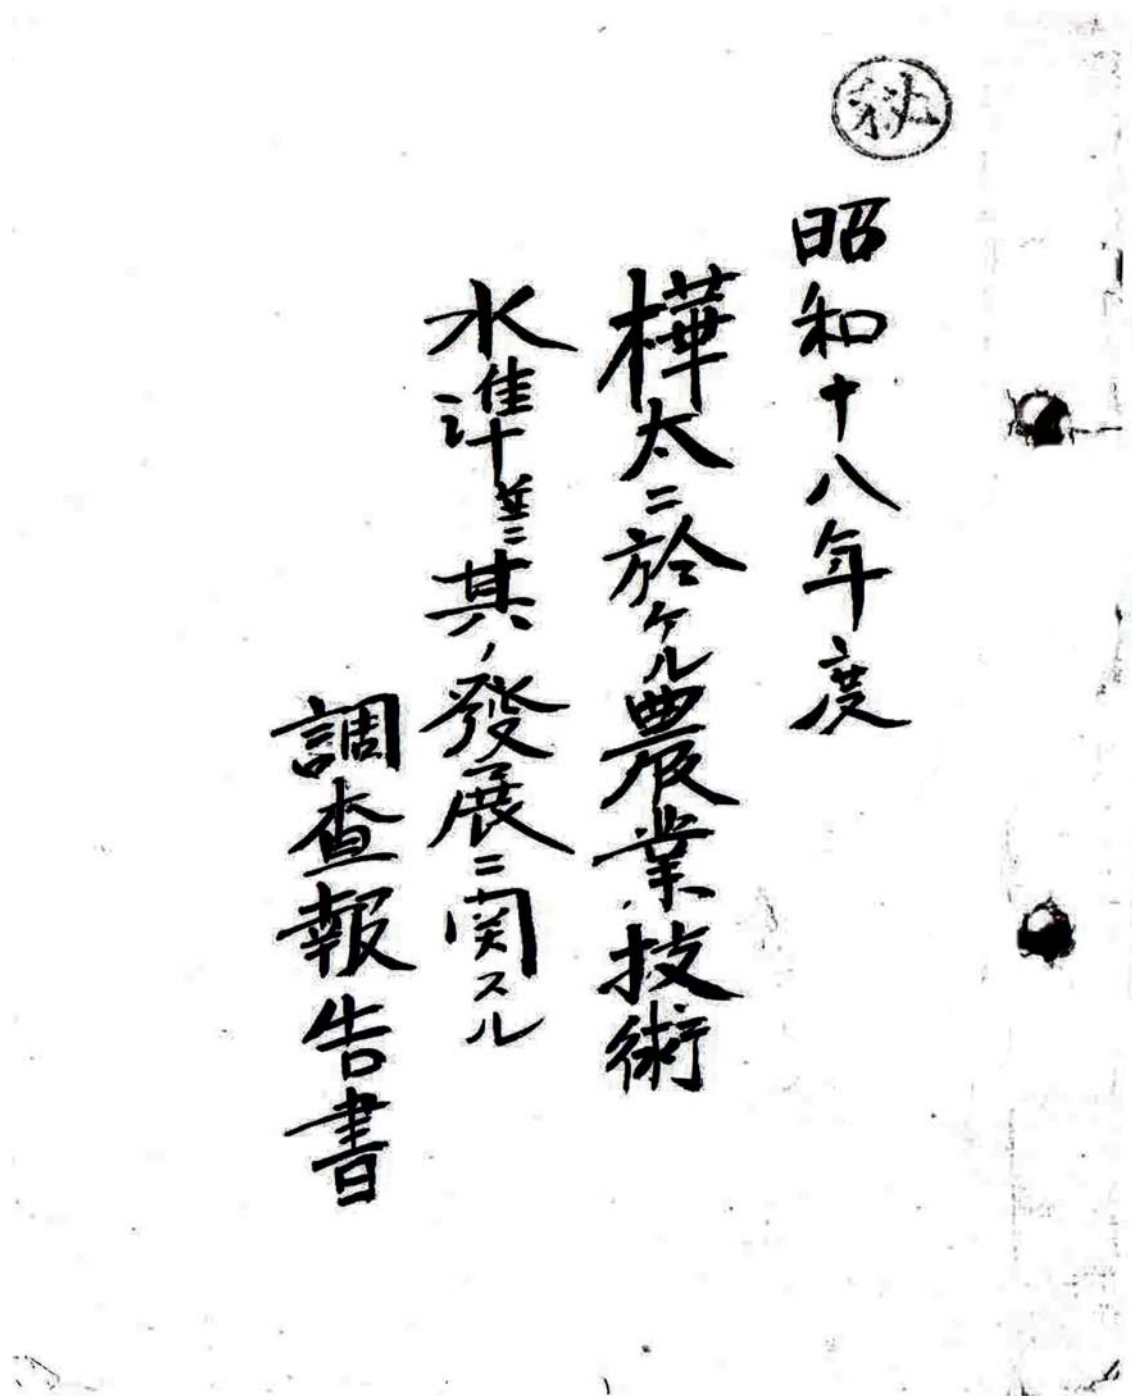 秘
昭和十八年度
樺太ニ於ケル農業技術
水準並ニ其ノ發展ニ関スル
調査報告書